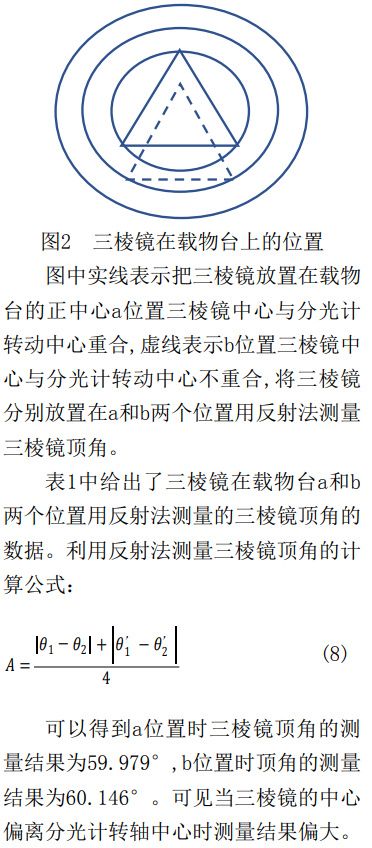 图2 三棱镜在载物台上的位置
图中实线表示把三棱镜放置在载物
台的正中心a位置三棱镜中心与分光计
转动中心重合,虚线表示b位置三棱镜中
心与分光计转动中心不重合,将三棱镜
分别放置在a和b两个位置用反射法测量
三棱镜顶角。
表1中给出了三棱镜在载物台a和b
两个位置用反射法测量的三棱镜顶角的
数据。利用反射法测量三棱镜顶角的计
算公式：
A = (|θ₁ − θ₂| + |θ₁′ − θ₂′|) / 4 (8)
可以得到a位置时三棱镜顶角的测
量结果为59.979°,b位置时顶角的测量
结果为60.146°。可见当三棱镜的中心
偏离分光计转轴中心时测量结果偏大。